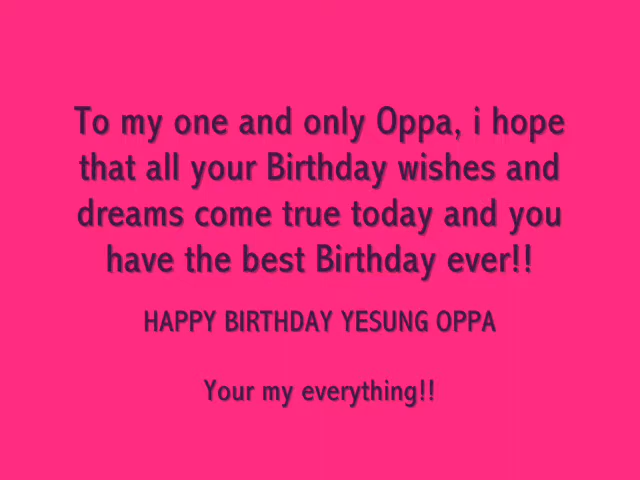 To my one and only Oppa, i hope
that all your Birthday wishes and
dreams come true today and you
have the best Birthday ever!!
HAPPY BIRTHDAY YESUNG OPPA
Your my everything!!